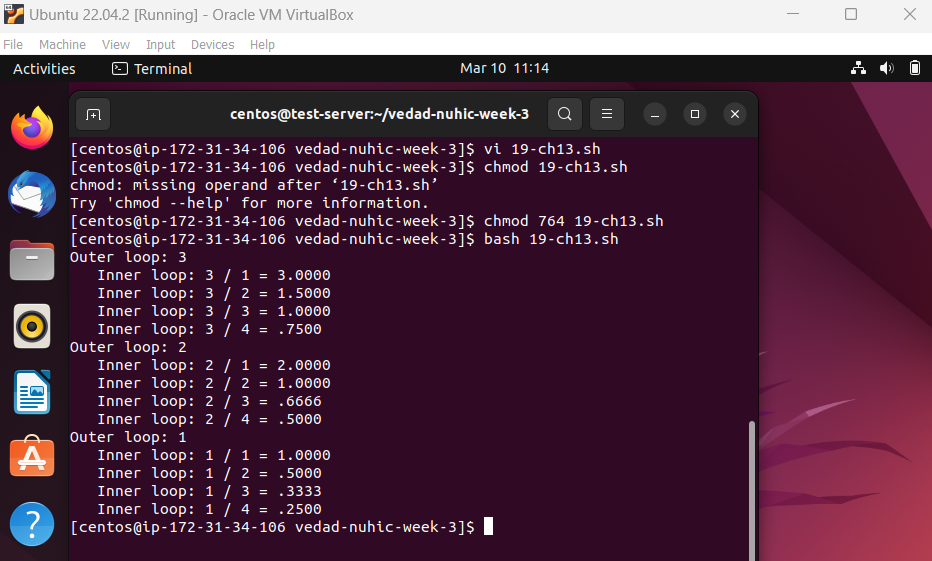 Ubuntu 22.04.2 [Running] - Oracle VM VirtualBox
File Machine View Input Devices Help
Activities Terminal Mar 10 11:14
centos@test-server:~/vedad-nuhic-week-3
[centos@ip-172-31-34-106 vedad-nuhic-week-3]$ vi 19-ch13.sh
[centos@ip-172-31-34-106 vedad-nuhic-week-3]$ chmod 19-ch13.sh
chmod: missing operand after ‘19-ch13.sh’
Try 'chmod --help' for more information.
[centos@ip-172-31-34-106 vedad-nuhic-week-3]$ chmod 764 19-ch13.sh
[centos@ip-172-31-34-106 vedad-nuhic-week-3]$ bash 19-ch13.sh
Outer loop: 3
   Inner loop: 3 / 1 = 3.0000
   Inner loop: 3 / 2 = 1.5000
   Inner loop: 3 / 3 = 1.0000
   Inner loop: 3 / 4 = .7500
Outer loop: 2
   Inner loop: 2 / 1 = 2.0000
   Inner loop: 2 / 2 = 1.0000
   Inner loop: 2 / 3 = .6666
   Inner loop: 2 / 4 = .5000
Outer loop: 1
   Inner loop: 1 / 1 = 1.0000
   Inner loop: 1 / 2 = .5000
   Inner loop: 1 / 3 = .3333
   Inner loop: 1 / 4 = .2500
[centos@ip-172-31-34-106 vedad-nuhic-week-3]$